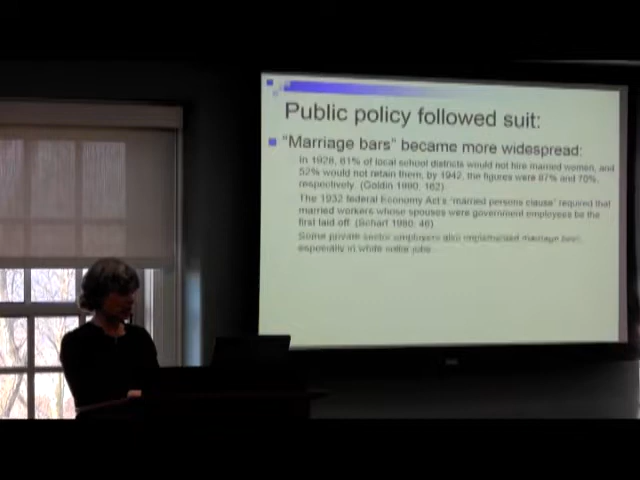 Public policy followed suit:
"Marriage bars" became more widespread:
In 1928, 61% of local school districts would not hire married women, and
52% would not retain them, by 1942, the figures were 87% and 70%,
respectively. (Goldin 1990, 162)
The 1932 federal Economy Act's "married persons clause" required that
married workers whose spouses were government employees be the
first laid off. (Scharf 1980, 46)
Some private sector employers also implemented marriage bars,
especially in white collar jobs